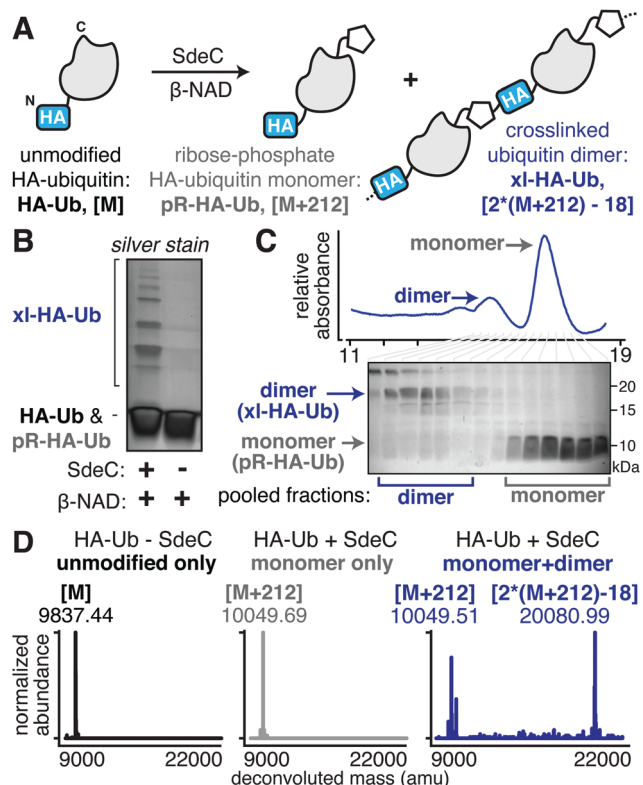 A
C
N
HA
SdeC
β-NAD
HA
+
HA
HA
unmodified
HA-ubiquitin:
HA-Ub, [M]
ribose-phosphate
HA-ubiquitin monomer:
pR-HA-Ub, [M+212]
crosslinked
ubiquitin dimer:
xl-HA-Ub,
[2*(M+212) - 18]
B
silver stain
xl-HA-Ub
HA-Ub & -
pR-HA-Ub
SdeC: + -
β-NAD: + +
C
relative
absorbance
monomer
dimer
11 19
dimer
(xl-HA-Ub)
monomer
(pR-HA-Ub)
20
15
10
kDa
pooled fractions: dimer monomer
D
HA-Ub - SdeC
unmodified only
[M]
9837.44
HA-Ub + SdeC
monomer only
[M+212]
10049.69
HA-Ub + SdeC
monomer+dimer
[M+212] [2*(M+212)-18]
10049.51 20080.99
normalized
abundance
9000 22000
9000 22000
9000 22000
deconvoluted mass (amu)